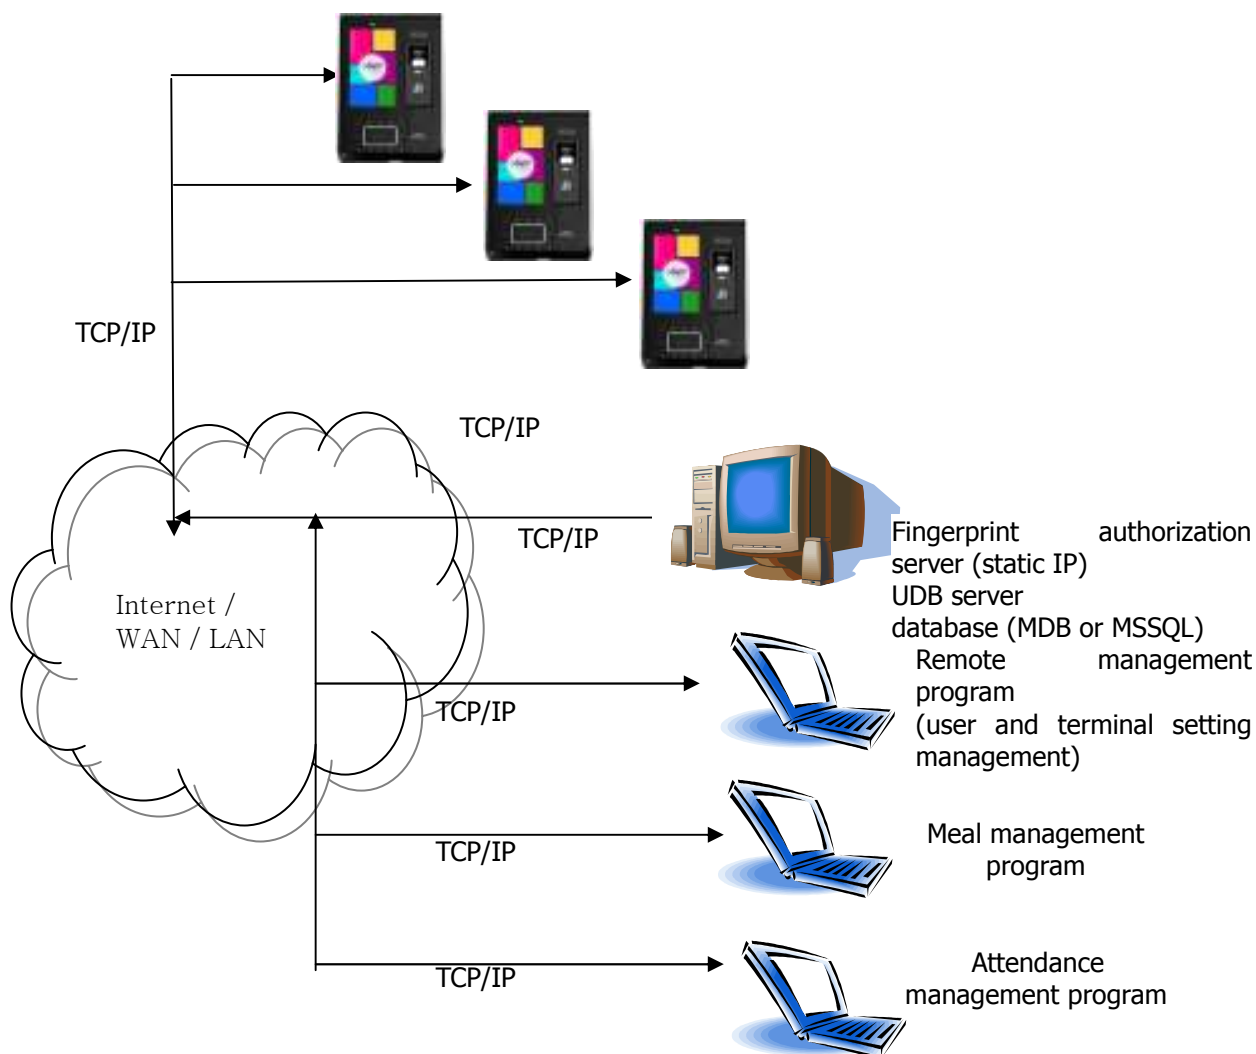 TCP/IP
TCP/IP
TCP/IP
Fingerprint authorization
server (static IP)
UDB server
database (MDB or MSSQL)
Internet /
WAN / LAN
Remote management
program
(user and terminal setting
management)
TCP/IP
Meal management
program
TCP/IP
Attendance
management program
TCP/IP